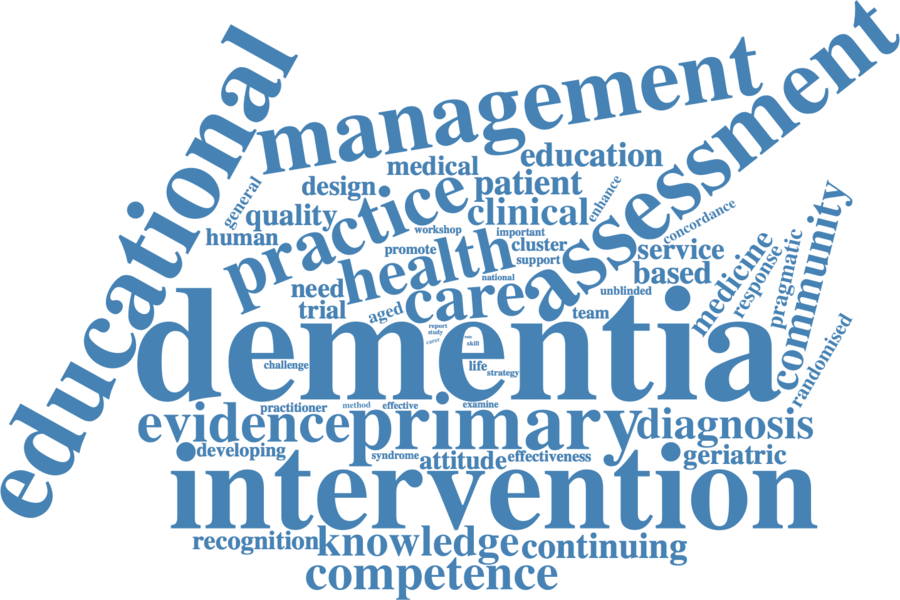 educational
management
assessment
medical
education
general
design
practice
patient
enhance
quality
clinical
concordance
human
workshop
important
promote
health
cluster
service
community
support
medicine
response
pragmatic
need
national
based
trial
aged
care
unblinded
team
dementia
report
study
carer
skill
challenge
life
strategy
randomised
practitioner
method
effective
examine
evidence
primary
diagnosis
developing
syndrome
attitude
effectiveness
geriatric
intervention
recognition
knowledge
continuing
competence